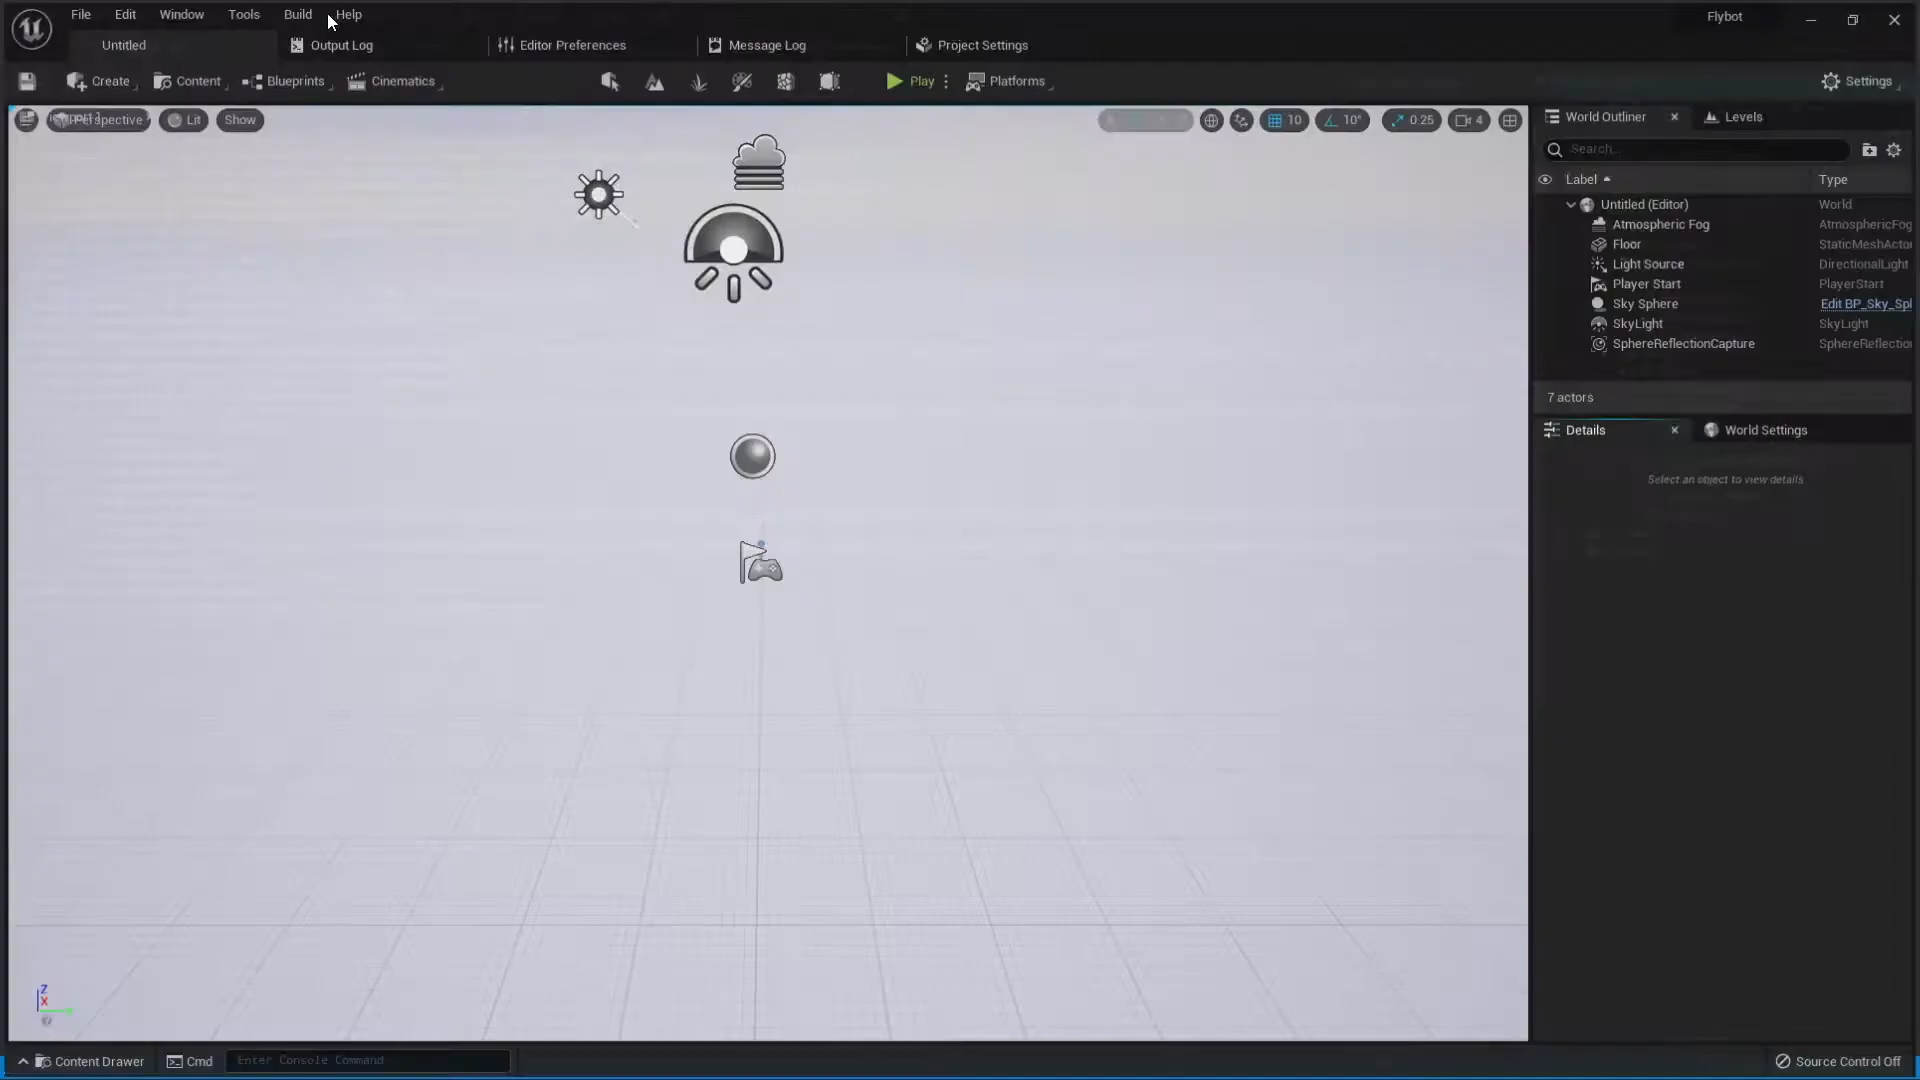 File Edit Window Tools Build Help Flybot
Untitled Output Log Editor Preferences Message Log Project Settings
Create Content Blueprints Cinematics Play Platforms Settings
Perspective Lit Show 10 10° 0.25 4
World Outliner Levels
Search...
Label Type
Untitled (Editor) World
Atmospheric Fog AtmosphericFog
Floor StaticMeshActo
Light Source DirectionalLight
Player Start PlayerStart
Sky Sphere Edit BP_Sky_Sp
SkyLight SkyLight
SphereReflectionCapture SphereReflectio
7 actors
Details World Settings
Select an object to view details.
Z
X
Content Drawer Cmd Enter Console Command Source Control Off